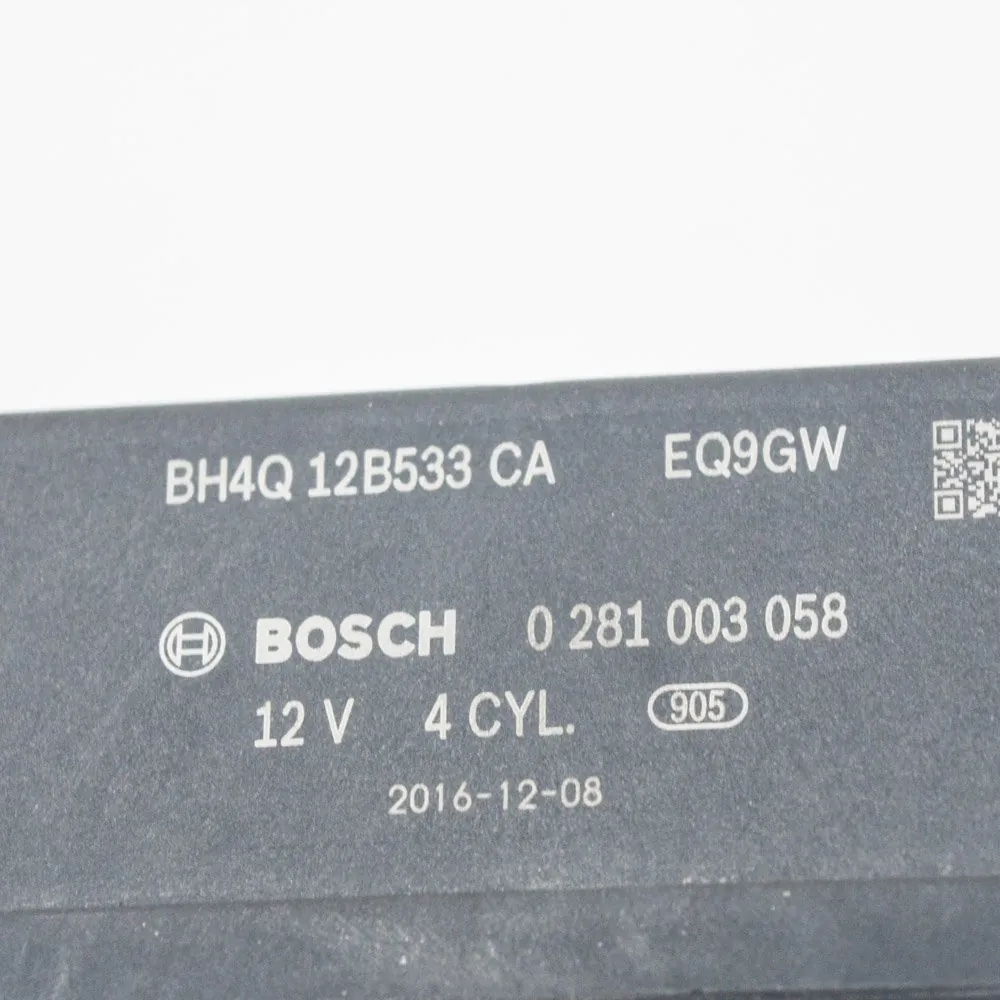 BH4Q 12B533 CA EQ9GW
BOSCH 0 281 003 058
12 V 4 CYL. 905
2016-12-08